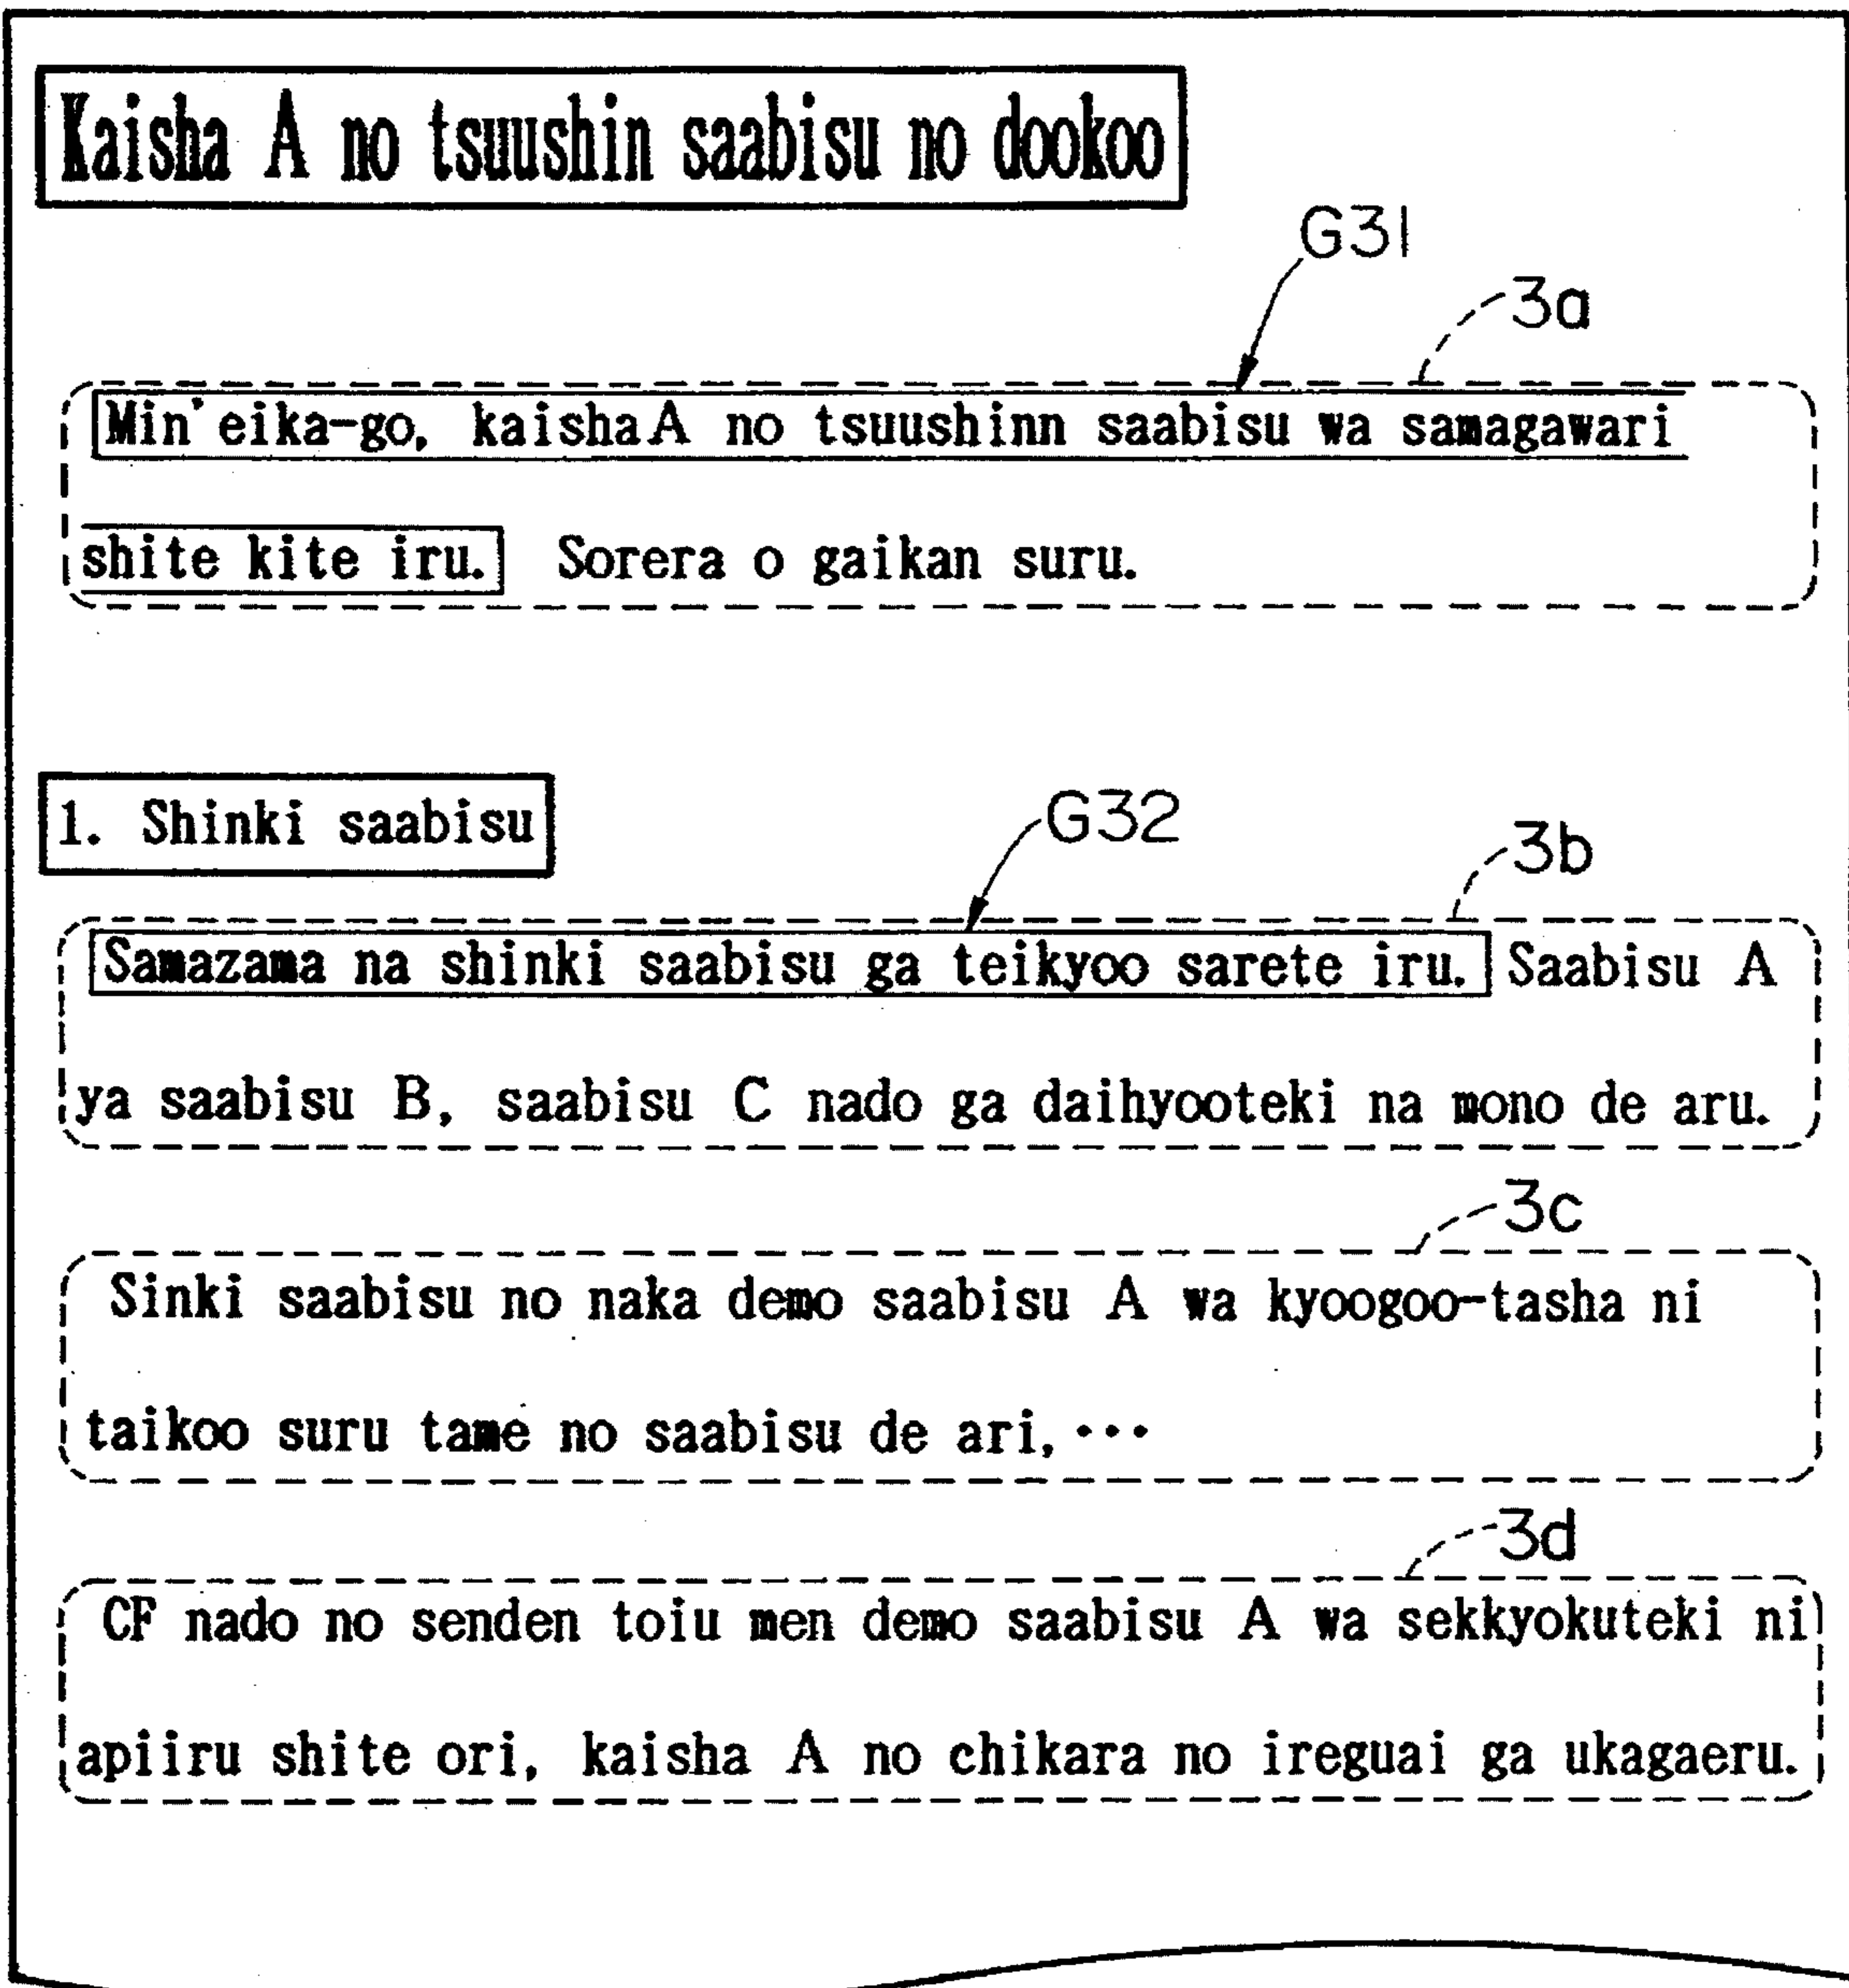 Kaisha A no tsuushin saabisu no dookoo
G31
3a
Min'eika-go, kaisha A no tsuushinn saabisu wa samagawari
shite kite iru. Sorera o gaikan suru.
1. Shinki saabisu
G32
3b
Samazama na shinki saabisu ga teikyoo sarete iru. Saabisu A
ya saabisu B, saabisu C nado ga daihyooteki na mono de aru.
3c
Sinki saabisu no naka demo saabisu A wa kyoogoo-tasha ni
taikoo suru tame no saabisu de ari, ···
3d
CF nado no senden toiu men demo saabisu A wa sekkyokuteki ni
apiiru shite ori, kaisha A no chikara no ireguai ga ukagaeru.